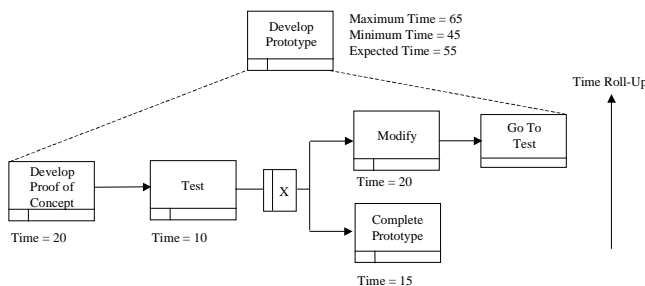 Develop
Prototype
Maximum Time = 65
Minimum Time = 45
Expected Time = 55
Time Roll-Up
Modify
Go To
Test
Develop
Proof of
Concept
Test
X
Time = 20
Complete
Prototype
Time = 20
Time = 10
Time = 15